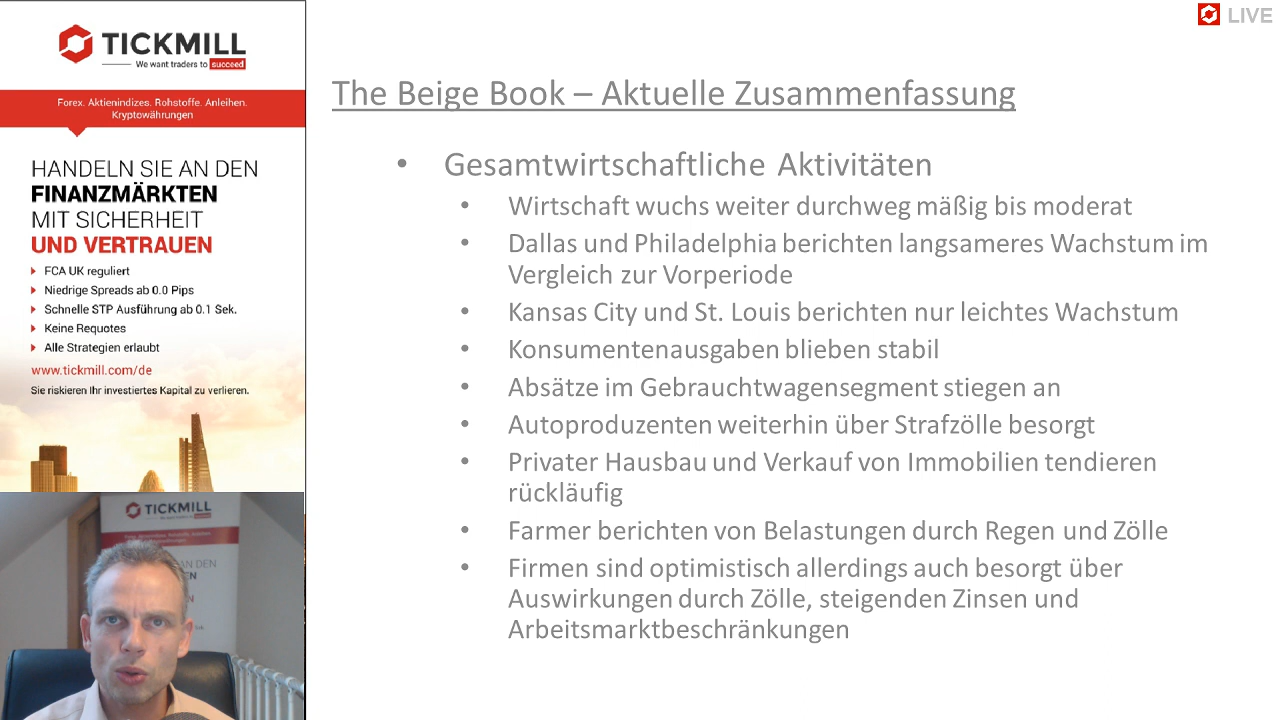 TICKMILL
We want traders to succeed
Forex. Aktienindizes. Rohstoffe. Anleihen.
Kryptowährungen
HANDELN SIE AN DEN
FINANZMÄRKTEN
MIT SICHERHEIT
UND VERTRAUEN
FCA UK reguliert
Niedrige Spreads ab 0.0 Pips
Schnelle STP Ausführung ab 0.1 Sek.
Keine Requotes
Alle Strategien erlaubt
www.tickmill.com/de
Sie riskieren Ihr investiertes Kapital zu verlieren.
TICKMILL
AN DEN
LIVE
The Beige Book – Aktuelle Zusammenfassung
• Gesamtwirtschaftliche Aktivitäten
• Wirtschaft wuchs weiter durchweg mäßig bis moderat
• Dallas und Philadelphia berichten langsameres Wachstum im
Vergleich zur Vorperiode
• Kansas City und St. Louis berichten nur leichtes Wachstum
• Konsumentenausgaben blieben stabil
• Absätze im Gebrauchtwagensegment stiegen an
• Autoproduzenten weiterhin über Strafzölle besorgt
• Privater Hausbau und Verkauf von Immobilien tendieren
rückläufig
• Farmer berichten von Belastungen durch Regen und Zölle
• Firmen sind optimistisch allerdings auch besorgt über
Auswirkungen durch Zölle, steigenden Zinsen und
Arbeitsmarktbeschränkungen